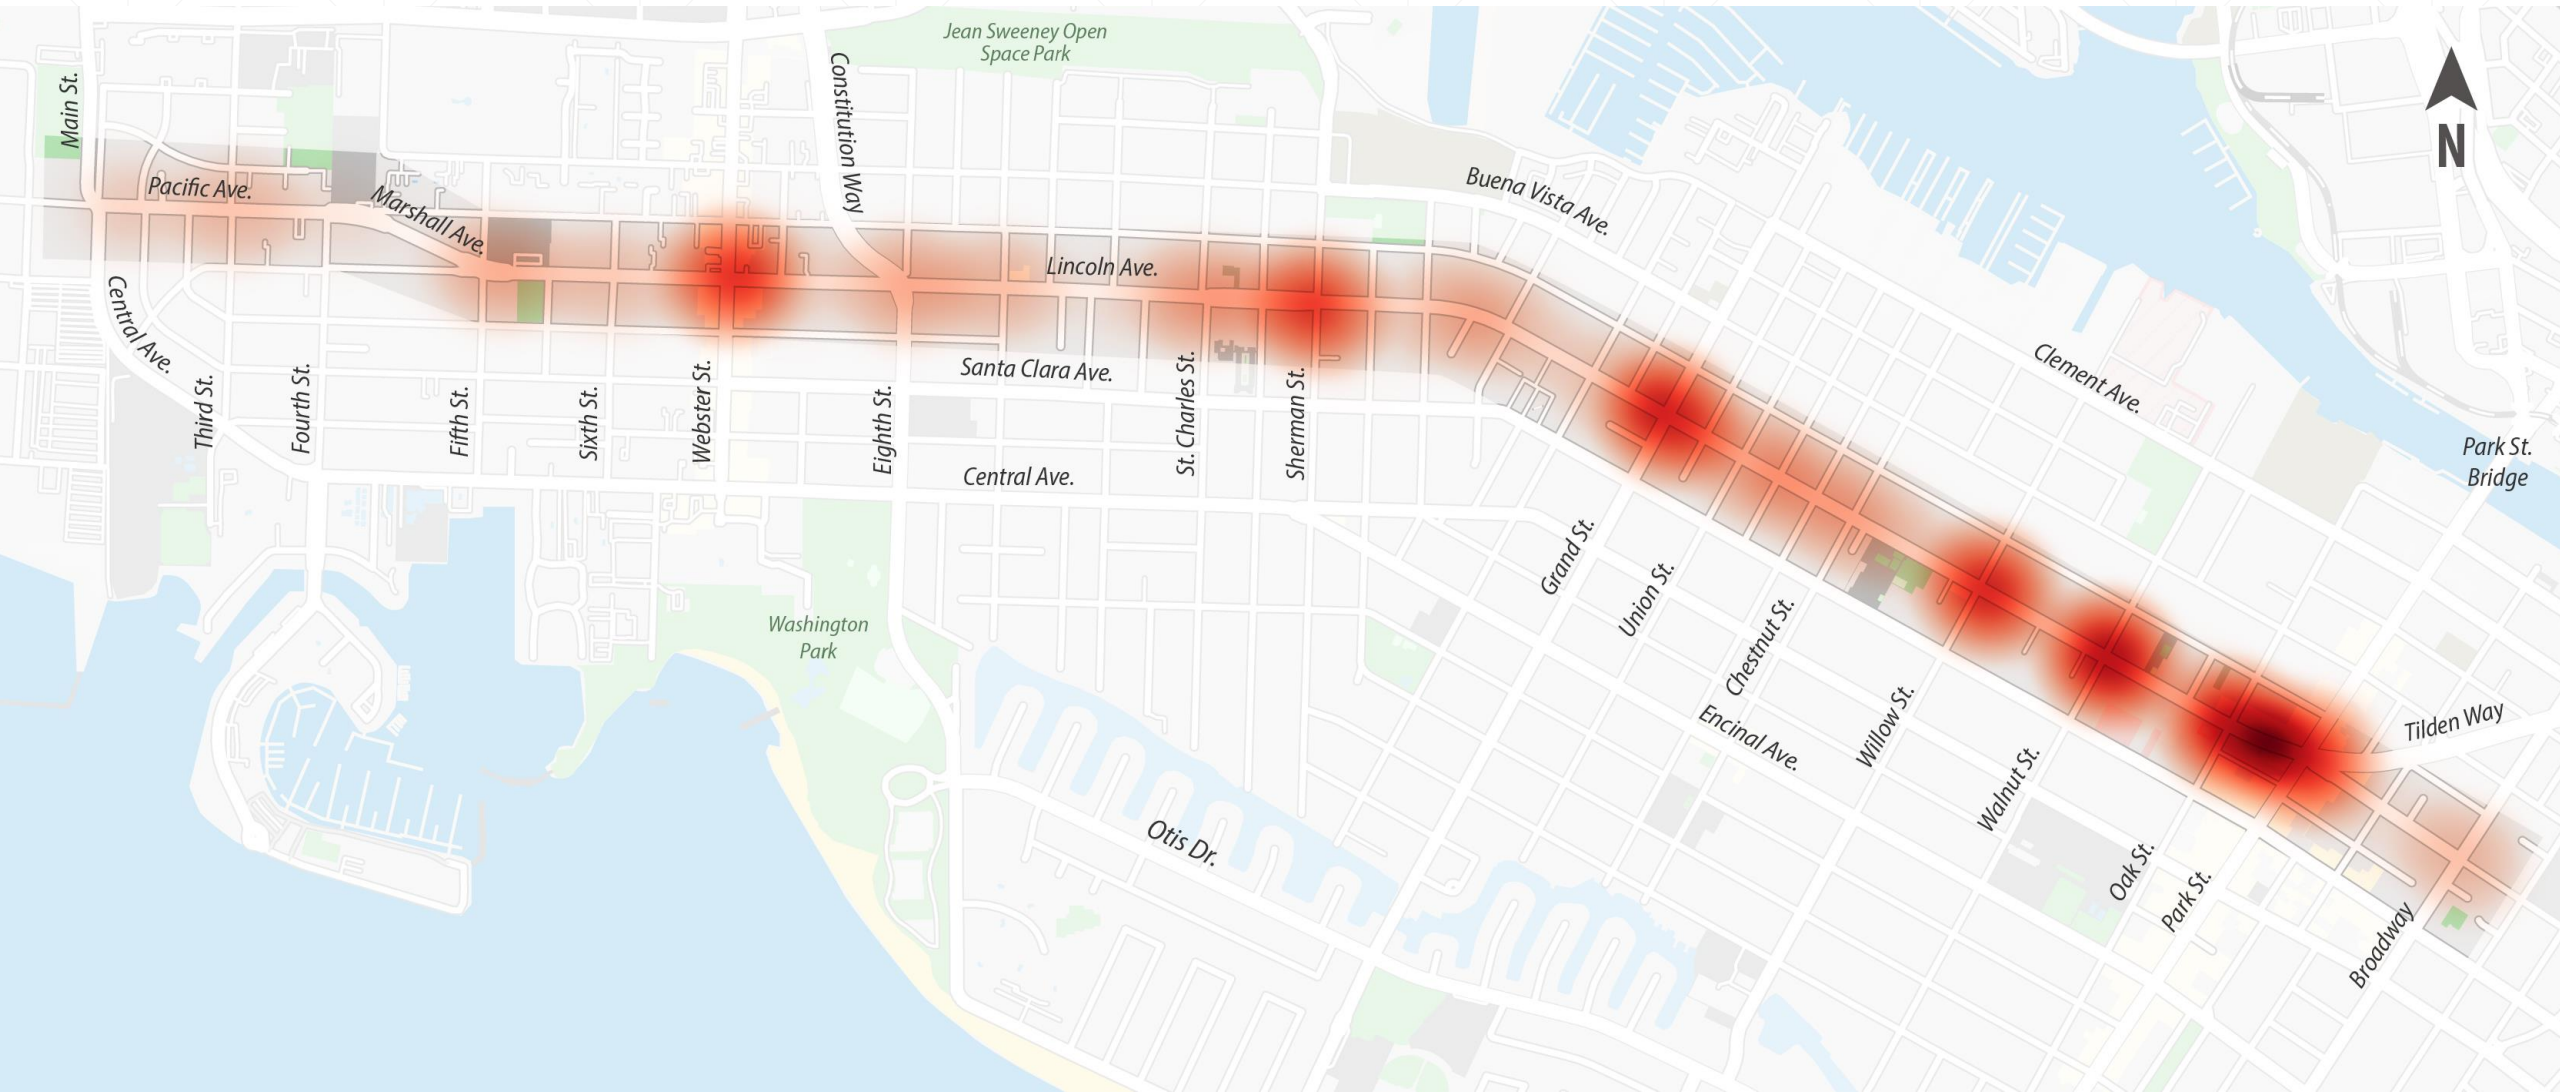 Jean Sweeney Open
Space Park
Main St.
Constitution Way
N
Pacific Ave.
Marshall Ave.
Buena Vista Ave.
Lincoln Ave.
Central Ave.
Santa Clara Ave.
Clement Ave.
Third St.
Fourth St.
Fifth St.
Sixth St.
Webster St.
Eighth St.
St. Charles St.
Sherman St.
Park St.
Bridge
Central Ave.
Grand St.
Union St.
Chestnut St.
Washington
Park
Encinal Ave.
Willow St.
Walnut St.
Tilden Way
Otis Dr.
Oak St.
Park St.
Broadway